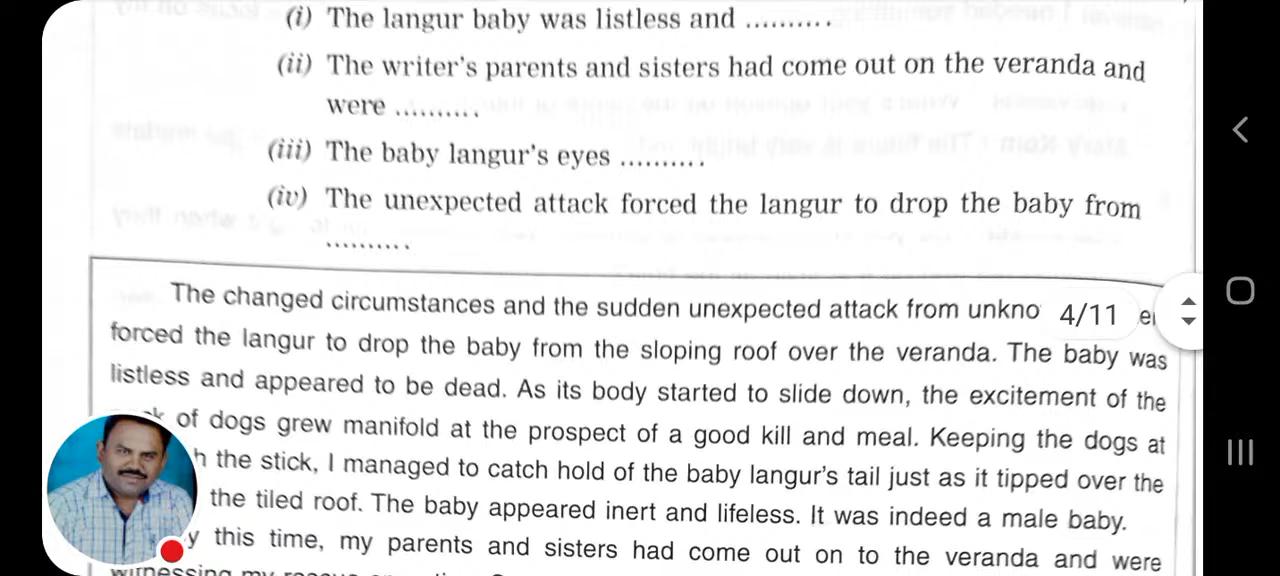 (i) The langur baby was listless and ..........
(ii) The writer's parents and sisters had come out on the veranda and
were ..........
(iii) The baby langur's eyes ..........
(iv) The unexpected attack forced the langur to drop the baby from
..........
The changed circumstances and the sudden unexpected attack from
4/11
forced the langur to drop the baby from the sloping roof over the veranda. The baby was
listless and appeared to be dead. As its body started to slide down, the excitement of the
of dogs grew manifold at the prospect of a good kill and meal. Keeping the dogs at
the stick, I managed to catch hold of the baby langur's tail just as it tipped over the
the tiled roof. The baby appeared inert and lifeless. It was indeed a male baby.
this time, my parents and sisters had come out on to the veranda and were